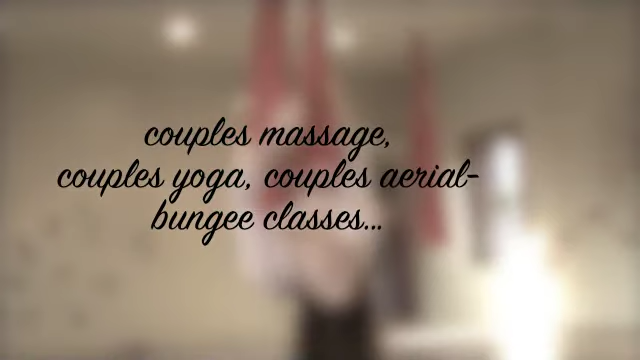 couples massage,
couples yoga, couples aerial-
bungee classes...